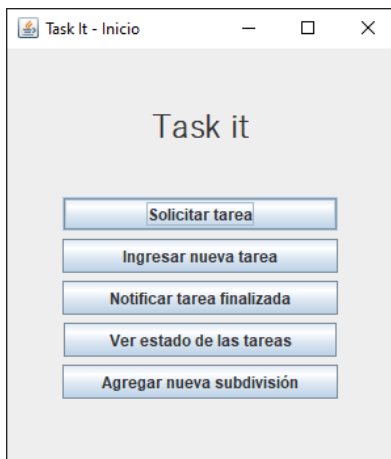 Task It - Inicio
Task it
Solicitar tarea
Ingresar nueva tarea
Notificar tarea finalizada
Ver estado de las tareas
Agregar nueva subdivisión